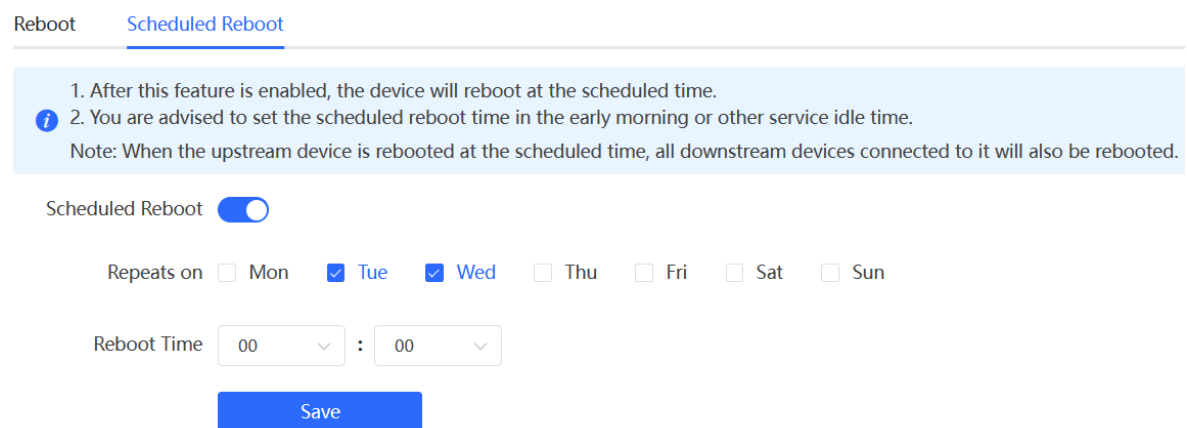 Reboot Scheduled Reboot
1. After this feature is enabled, the device will reboot at the scheduled time.
2. You are advised to set the scheduled reboot time in the early morning or other service idle time.
Note: When the upstream device is rebooted at the scheduled time, all downstream devices connected to it will also be rebooted.
Scheduled Reboot
Repeats on Mon Tue Wed Thu Fri Sat Sun
Reboot Time 00 : 00
Save